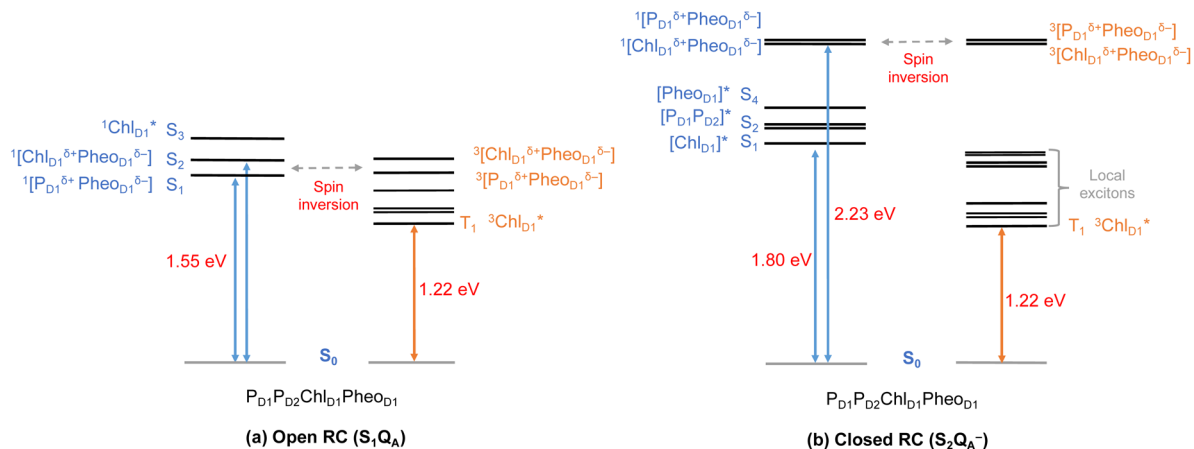 ¹Chl_D1* S₃
¹[Chl_D1^δ+Pheo_D1^δ−] S₂
¹[P_D1^δ+ Pheo_D1^δ−] S₁
Spin
inversion
³[Chl_D1^δ+Pheo_D1^δ−]
³[P_D1^δ+Pheo_D1^δ−]
T₁ ³Chl_D1*
1.55 eV
1.22 eV
S₀
P_D1P_D2Chl_D1Pheo_D1
(a) Open RC (S₁Q_A)
¹[P_D1^δ+Pheo_D1^δ−]
¹[Chl_D1^δ+Pheo_D1^δ−]
Spin
inversion
³[P_D1^δ+Pheo_D1^δ−]
³[Chl_D1^δ+Pheo_D1^δ−]
[Pheo_D1]* S₄
[P_D1P_D2]* S₂
[Chl_D1]* S₁
Local
excitons
T₁ ³Chl_D1*
2.23 eV
1.80 eV
1.22 eV
S₀
P_D1P_D2Chl_D1Pheo_D1
(b) Closed RC (S₂Q_A⁻)